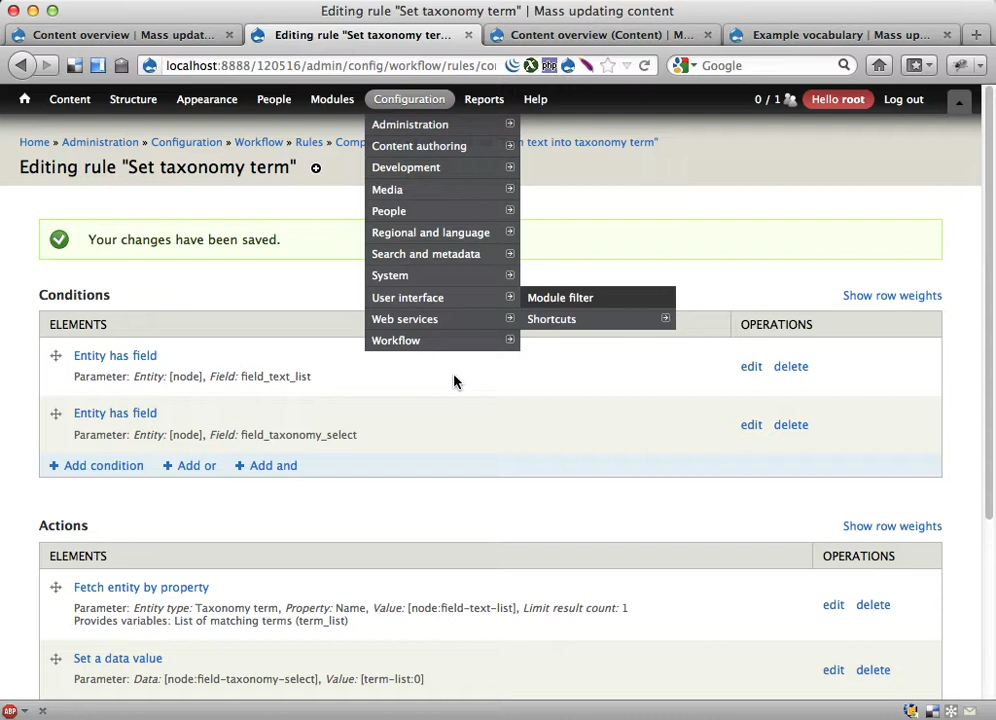 Editing rule "Set taxonomy term" | Mass updating content
Content overview | Mass updat... Editing rule "Set taxonomy ter... Content overview (Content) | M... Example vocabulary | Mass up...
localhost:8888/120516/admin/config/workflow/rules/co php Google
Content Structure Appearance People Modules Configuration Reports Help 0 / 1 Hello root Log out
Home » Administration » Configuration » Workflow » Rules » Comp text into taxonomy term"
Editing rule "Set taxonomy term"
Administration
Content authoring
Development
Media
People
Regional and language
Search and metadata
System
User interface
Web services
Workflow
Module filter
Shortcuts
Your changes have been saved.
Conditions Show row weights
ELEMENTS OPERATIONS
Entity has field edit delete
Parameter: Entity: [node], Field: field_text_list
Entity has field edit delete
Parameter: Entity: [node], Field: field_taxonomy_select
+ Add condition + Add or + Add and
Actions Show row weights
ELEMENTS OPERATIONS
Fetch entity by property edit delete
Parameter: Entity type: Taxonomy term, Property: Name, Value: [node:field-text-list], Limit result count: 1
Provides variables: List of matching terms (term_list)
Set a data value edit delete
Parameter: Data: [node:field-taxonomy-select], Value: [term-list:0]
ABP